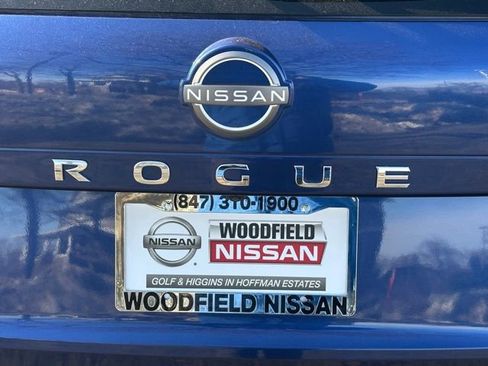 NISSAN
ROGUE
(847) 310-1900
NISSAN
WOODFIELD
NISSAN
GOLF & HIGGINS IN HOFFMAN ESTATES
WOODFIELD NISSAN